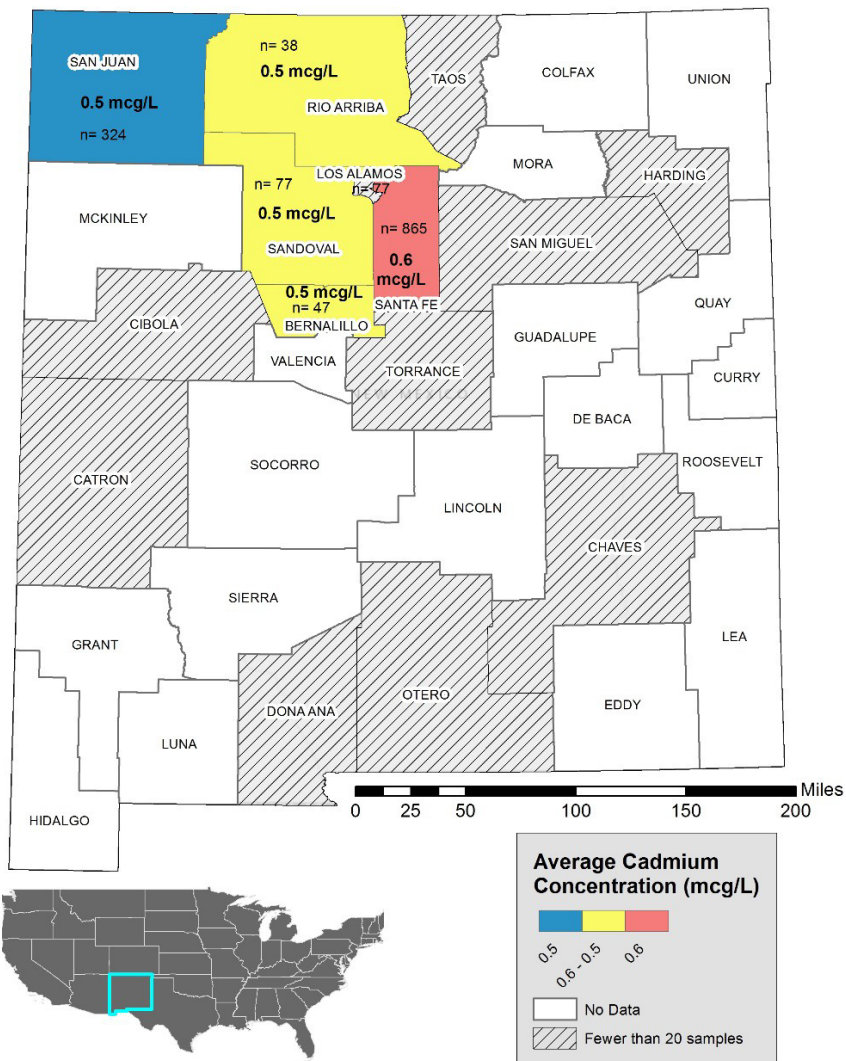 SAN JUAN
0.5 mcg/L
n= 324
n= 38
0.5 mcg/L
RIO ARRIBA
TAOS
COLFAX
UNION
MORA
HARDING
LOS ALAMOS
n= 77
MCKINLEY
n= 77
0.5 mcg/L
SANDOVAL
n= 865
0.6
mcg/L
SANTA FE
SAN MIGUEL
QUAY
CIBOLA
0.5 mcg/L
n= 47
BERNALILLO
VALENCIA
TORRANCE
GUADALUPE
CURRY
NEW MEXICO
DE BACA
ROOSEVELT
CATRON
SOCORRO
LINCOLN
CHAVES
SIERRA
GRANT
LEA
DONA ANA
OTERO
EDDY
LUNA
HIDALGO
Miles
0 25 50 100 150 200
Average Cadmium
Concentration (mcg/L)
0.5
0.6 - 0.5
0.6
No Data
Fewer than 20 samples